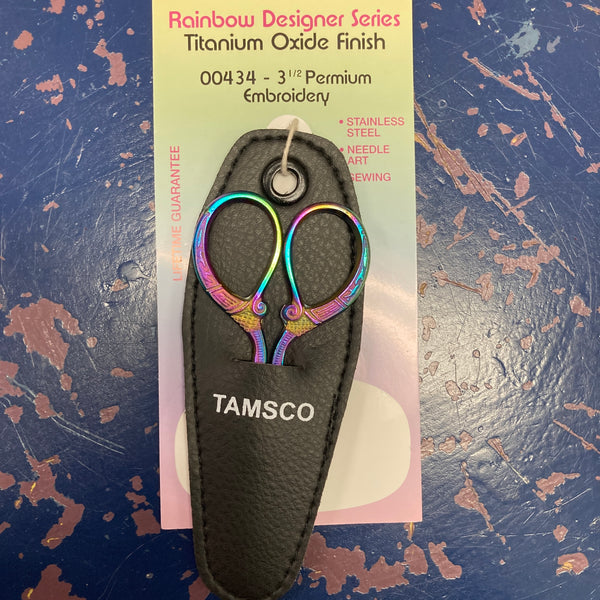 Rainbow Designer Series
Titanium Oxide Finish
00434 - 3 1/2 Permium
Embroidery
• STAINLESS
STEEL
• NEEDLE
ART
SEWING
LIFETIME GUARANTEE
TAMSCO